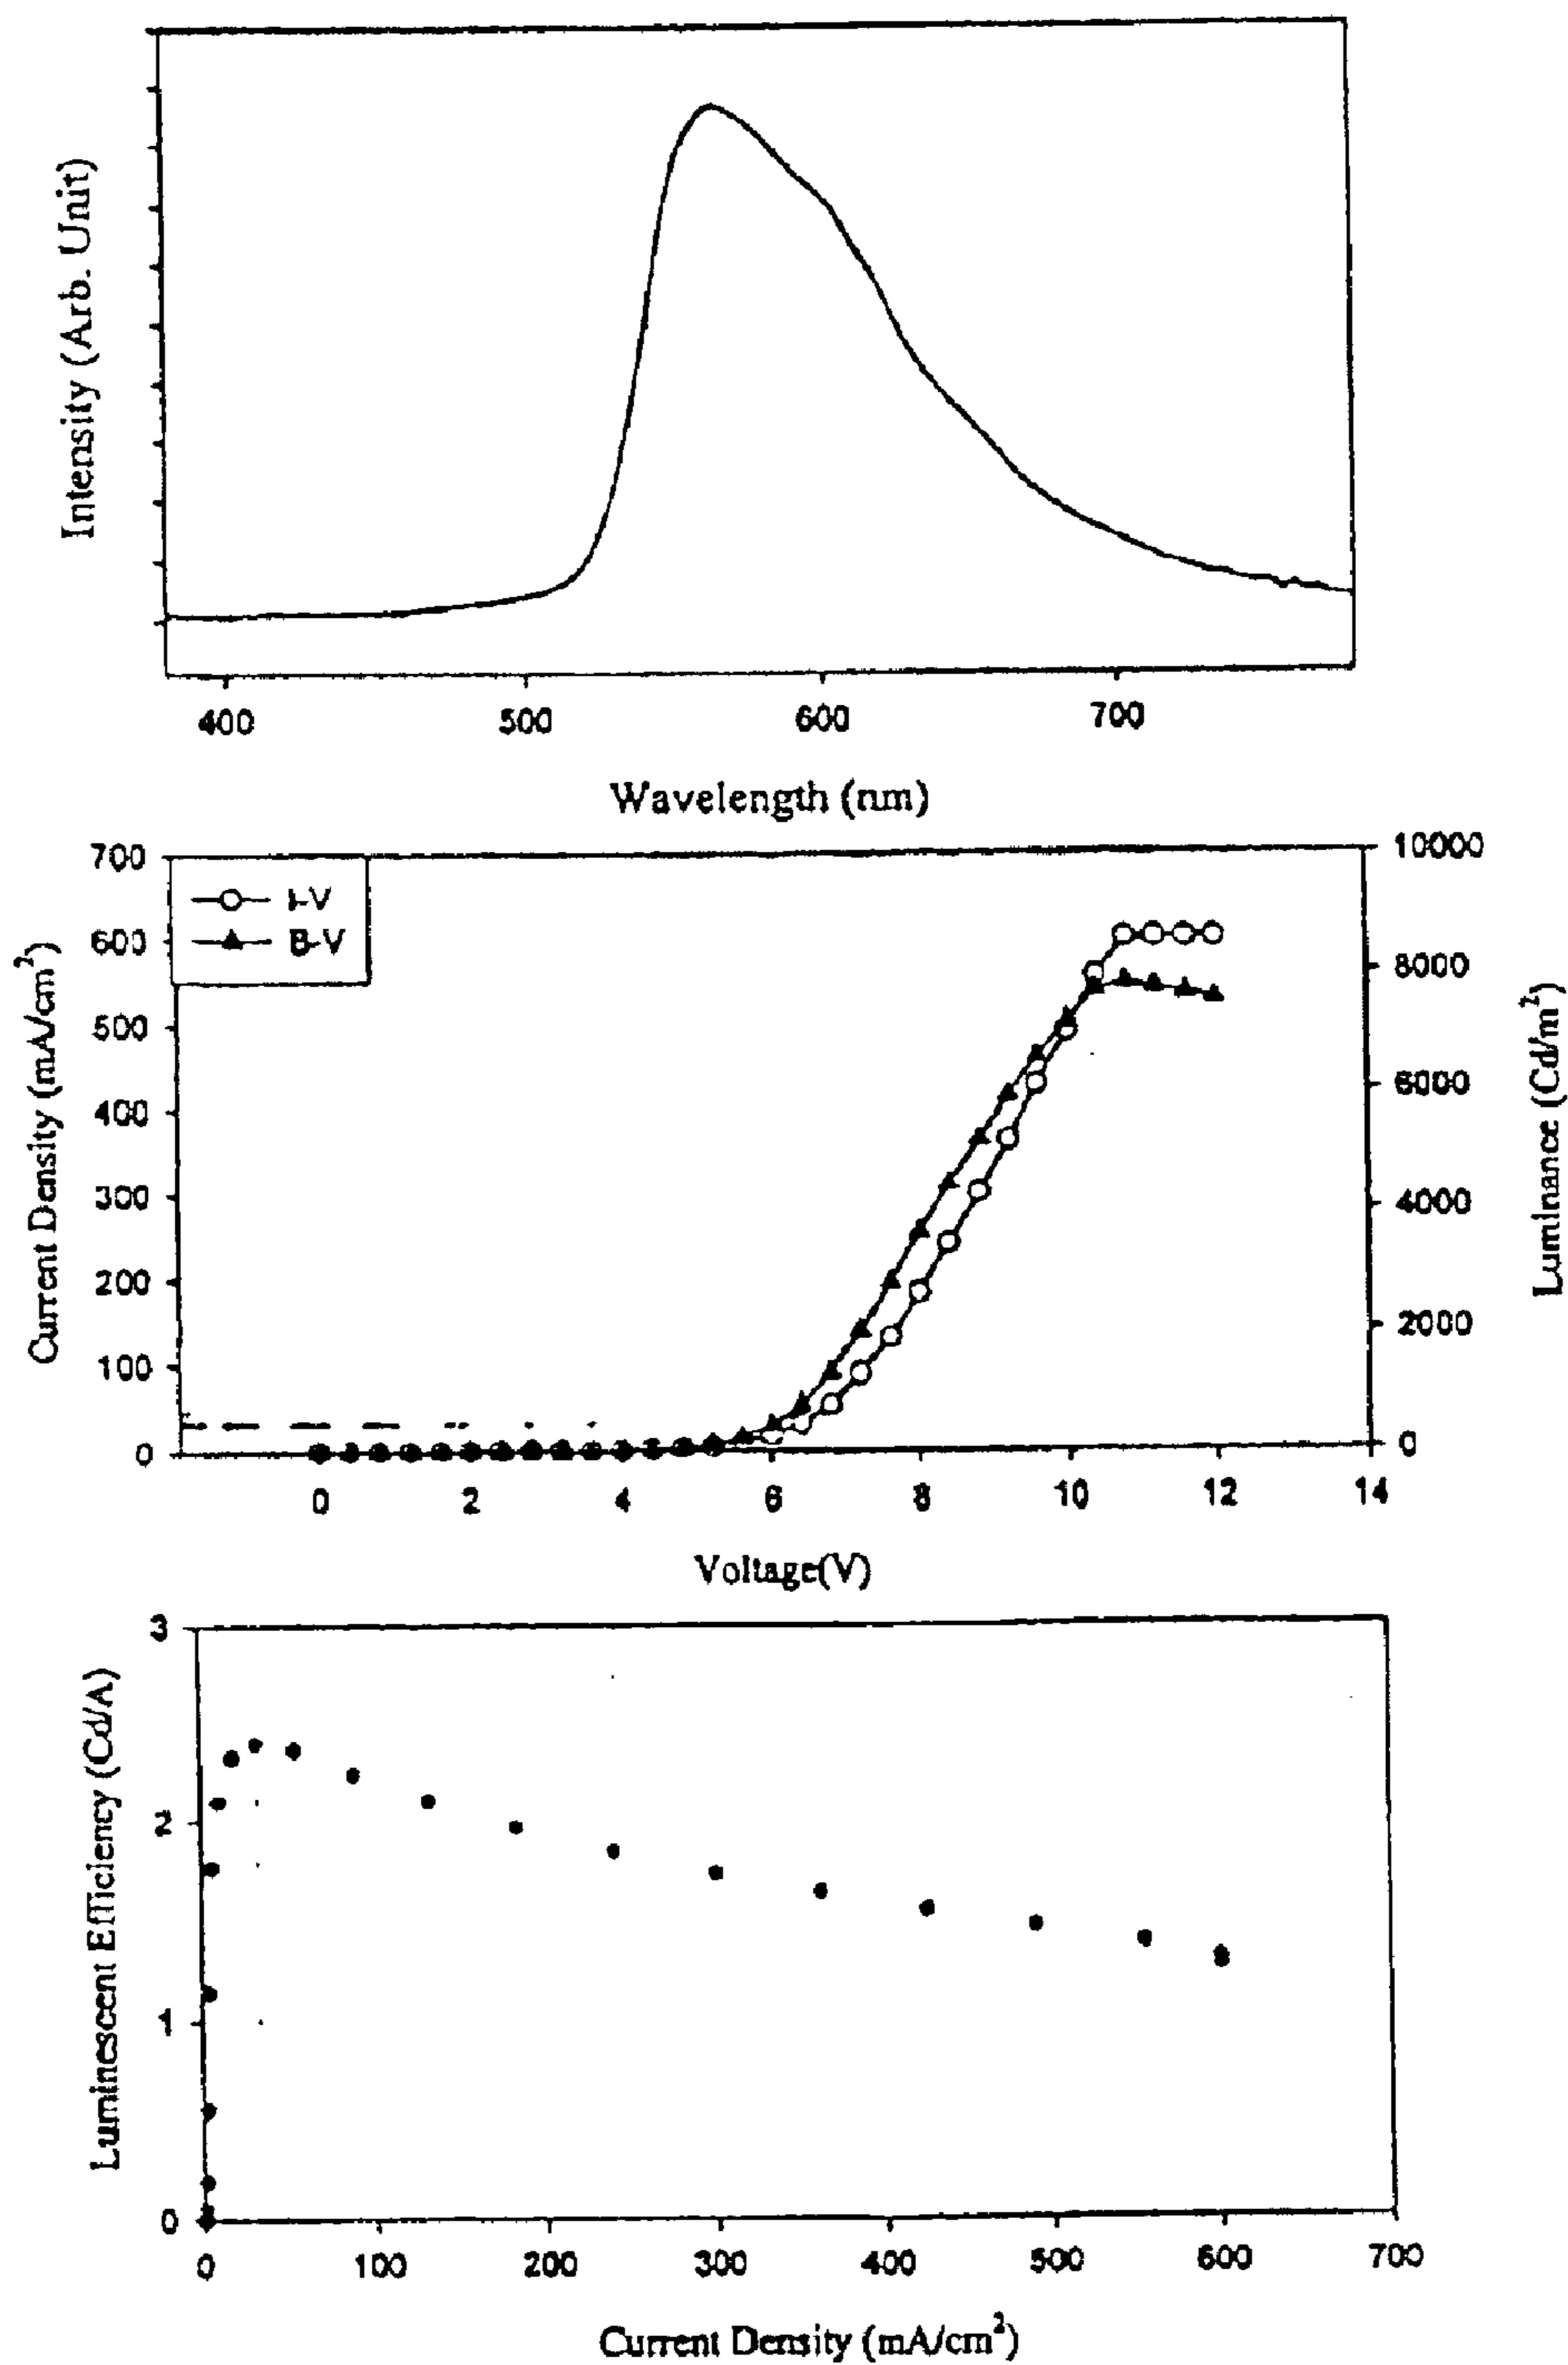 Intensity (Arb. Unit)
400 500 600 700
Wavelength (nm)
700
600
500
400
300
200
100
0
I-V
B-V
Current Density (mA/cm²)
10000
8000
6000
4000
2000
0
Luminance (Cd/m²)
0 2 4 6 8 10 12 14
Voltage(V)
3
2
1
0
Luminescent Efficiency (Cd/A)
0 100 200 300 400 500 600 700
Current Density (mA/cm²)